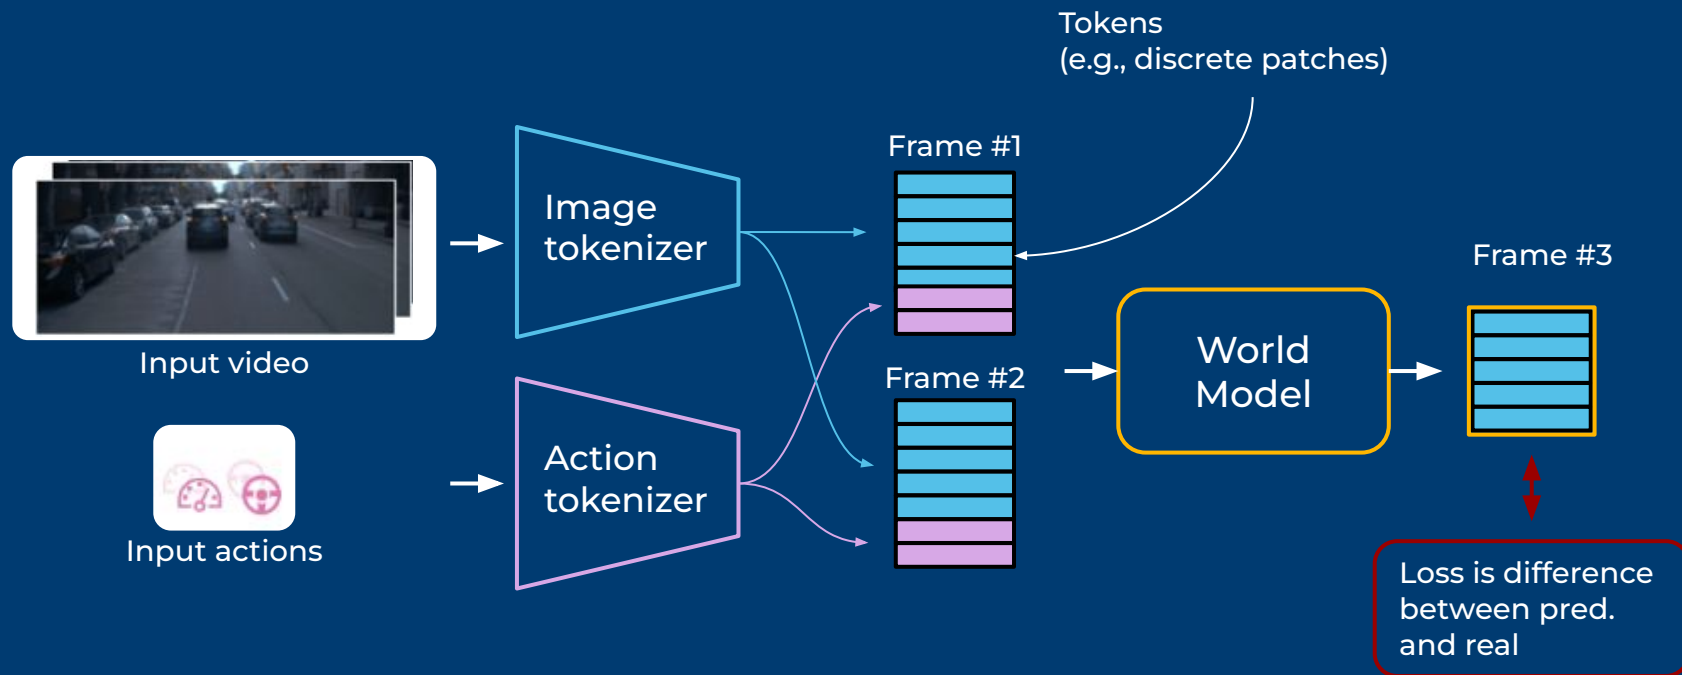 Tokens
(e.g., discrete patches)
Frame #1
Image
tokenizer
Frame #3
Input video
World
Model
Frame #2
Action
tokenizer
Input actions
Loss is difference
between pred.
and real